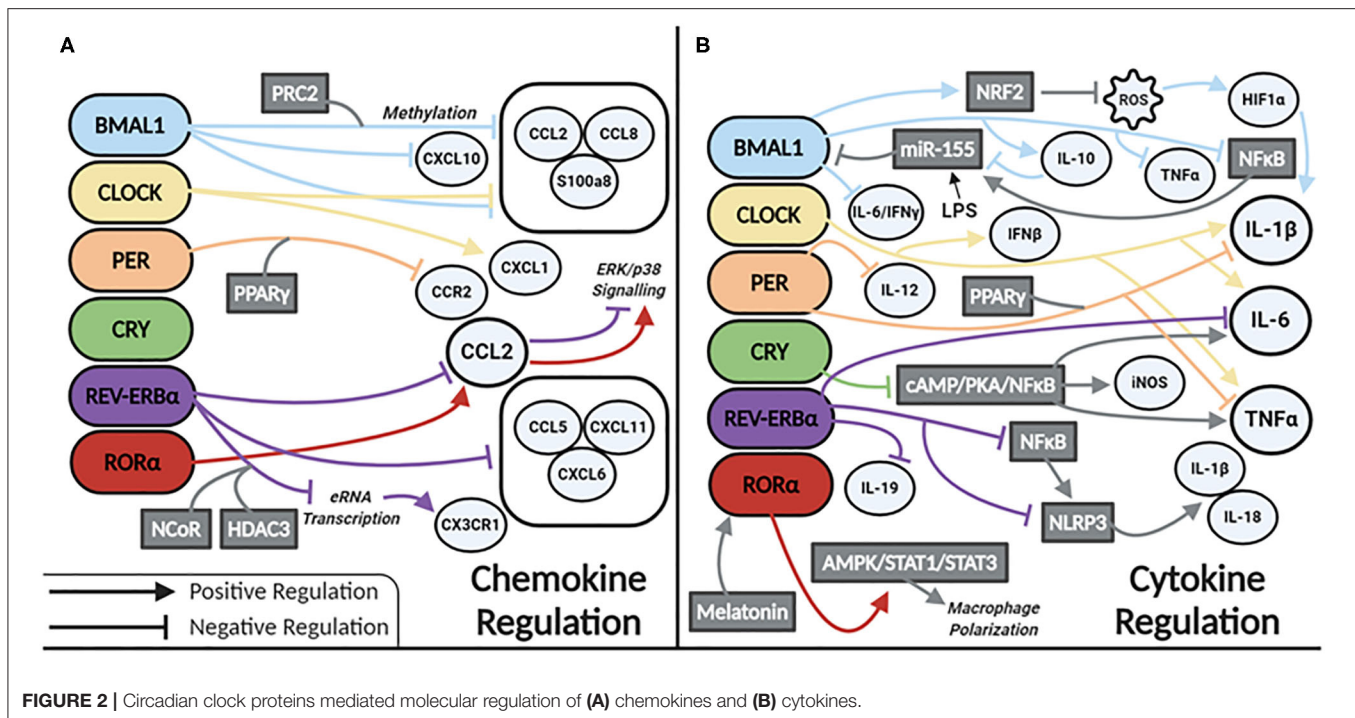 A
BMAL1
CLOCK
PER
CRY
REV-ERBα
RORα
PRC2
Methylation
CXCL10
CCL2
CCL8
S100a8
CXCL1
CCR2
PPARγ
ERK/p38
Signalling
CCL2
CCL5
CXCL11
CXCL6
eRNA
Transcription
CX3CR1
NCoR
HDAC3
Positive Regulation
Negative Regulation
Chemokine
Regulation
B
BMAL1
CLOCK
PER
CRY
REV-ERBα
RORα
NRF2
ROS
HIF1α
miR-155
IL-10
TNFα
NFκB
LPS
IL-6/IFNγ
IFNβ
IL-1β
IL-12
PPARγ
IL-6
cAMP/PKA/NFκB
iNOS
TNFα
NFκB
IL-19
NLRP3
IL-1β
IL-18
AMPK/STAT1/STAT3
Melatonin
Macrophage
Polarization
Cytokine
Regulation
FIGURE 2 | Circadian clock proteins mediated molecular regulation of (A) chemokines and (B) cytokines.